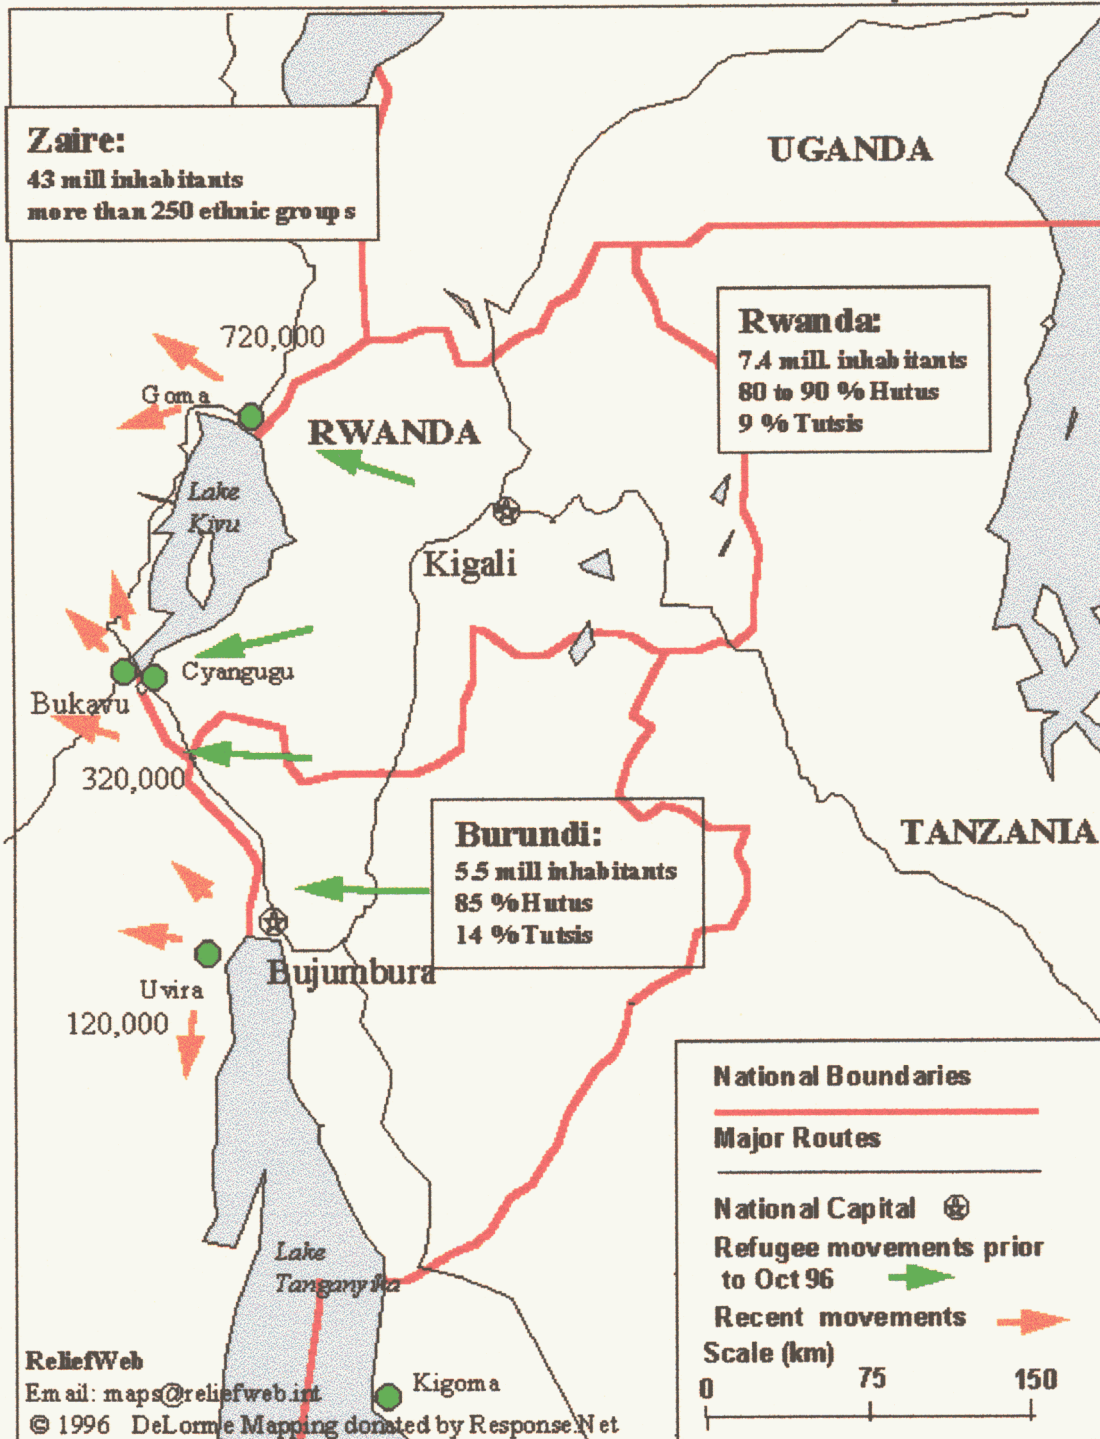 Zaire:
43 mill inhabitants
more than 250 ethnic groups
UGANDA
Rwanda:
7.4 mill. inhabitants
80 to 90 % Hutus
9 % Tutsis
720,000
Goma
RWANDA
Lake
Kivu
Kigali
Cyangugu
Bukavu
320,000
TANZANIA
Burundi:
5.5 mill inhabitants
85 % Hutus
14 % Tutsis
Bujumbura
Uvira
120,000
National Boundaries
Major Routes
National Capital
Refugee movements prior
to Oct 96
Recent movements
Scale (km)
0 75 150
Lake
Tanganyika
Kigoma
ReliefWeb
Email: maps@reliefweb.int
© 1996 DeLorme Mapping donated by Response.Net